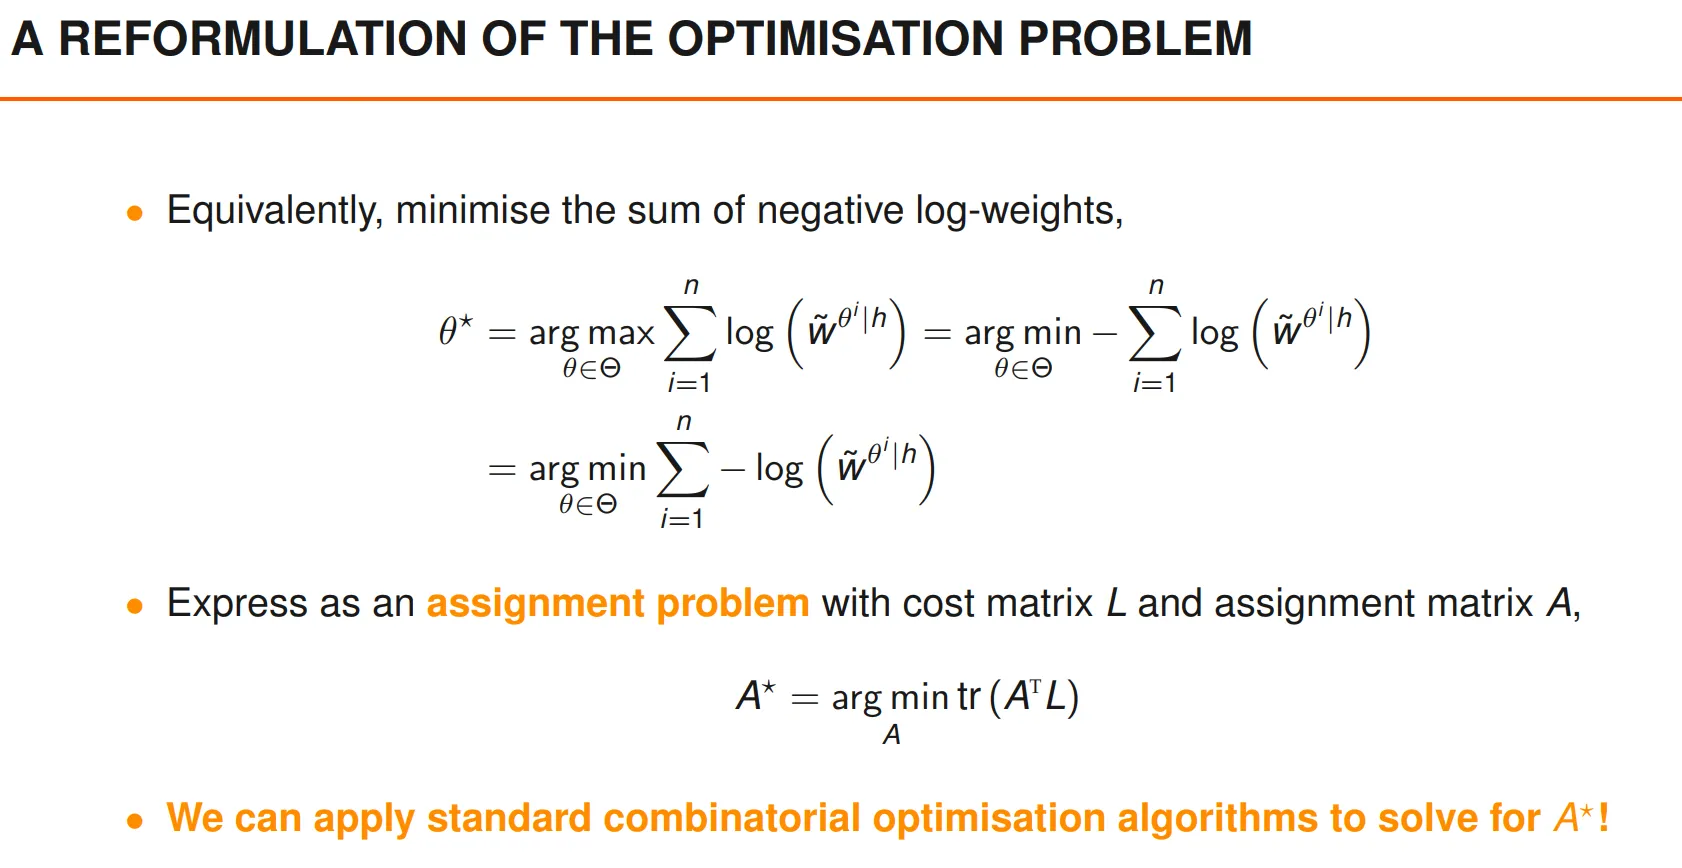 A REFORMULATION OF THE OPTIMISATION PROBLEM
• Equivalently, minimise the sum of negative log-weights,
$\theta^\star = \arg\max_{\theta\in\Theta} \sum_{i=1}^{n} \log\left(\tilde{w}^{\theta^i|h}\right) = \arg\min_{\theta\in\Theta} - \sum_{i=1}^{n} \log\left(\tilde{w}^{\theta^i|h}\right)$
$= \arg\min_{\theta\in\Theta} \sum_{i=1}^{n} -\log\left(\tilde{w}^{\theta^i|h}\right)$
• Express as an assignment problem with cost matrix L and assignment matrix A,
$A^\star = \arg\min_{A} \mathrm{tr}\left(A^{\mathrm{T}} L\right)$
• We can apply standard combinatorial optimisation algorithms to solve for $A^\star$!